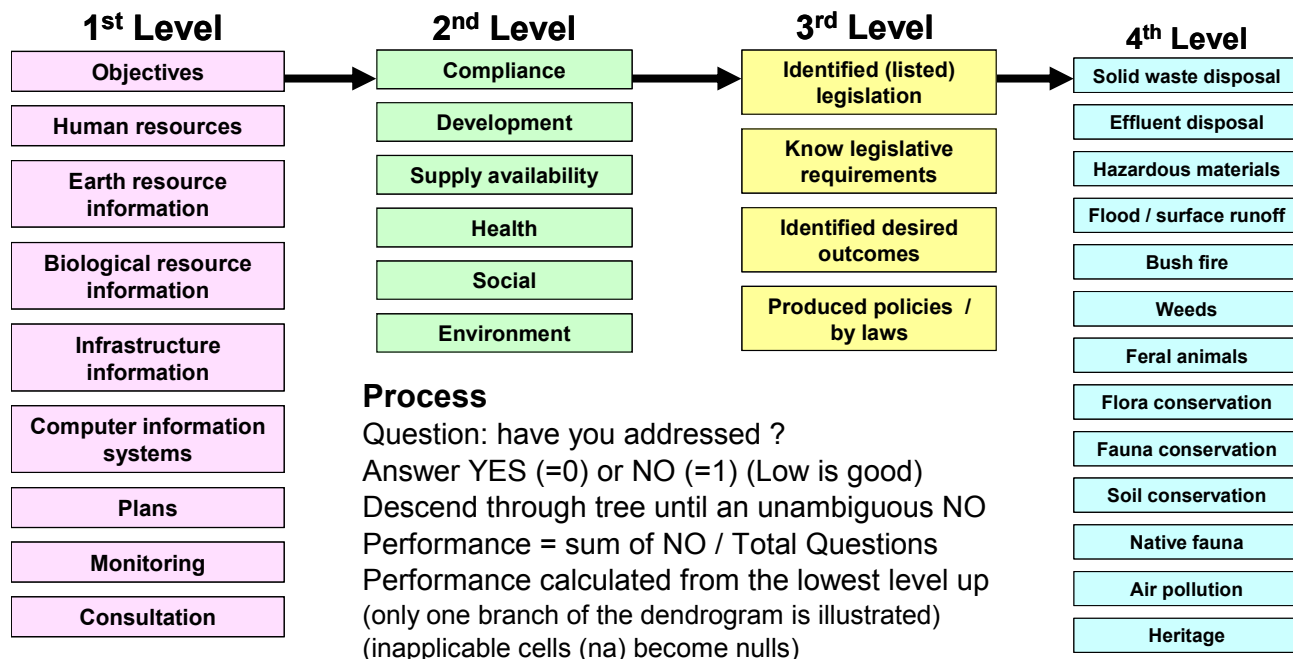 1st Level
Objectives
Human resources
Earth resource
information
Biological resource
information
Infrastructure
information
Computer information
systems
Plans
Monitoring
Consultation
2nd Level
Compliance
Development
Supply availability
Health
Social
Environment
3rd Level
Identified (listed)
legislation
Know legislative
requirements
Identified desired
outcomes
Produced policies /
by laws
4th Level
Solid waste disposal
Effluent disposal
Hazardous materials
Flood / surface runoff
Bush fire
Weeds
Feral animals
Flora conservation
Fauna conservation
Soil conservation
Native fauna
Air pollution
Heritage
Process
Question: have you addressed ?
Answer YES (=0) or NO (=1) (Low is good)
Descend through tree until an unambiguous NO
Performance = sum of NO / Total Questions
Performance calculated from the lowest level up
(only one branch of the dendrogram is illustrated)
(inapplicable cells (na) become nulls)